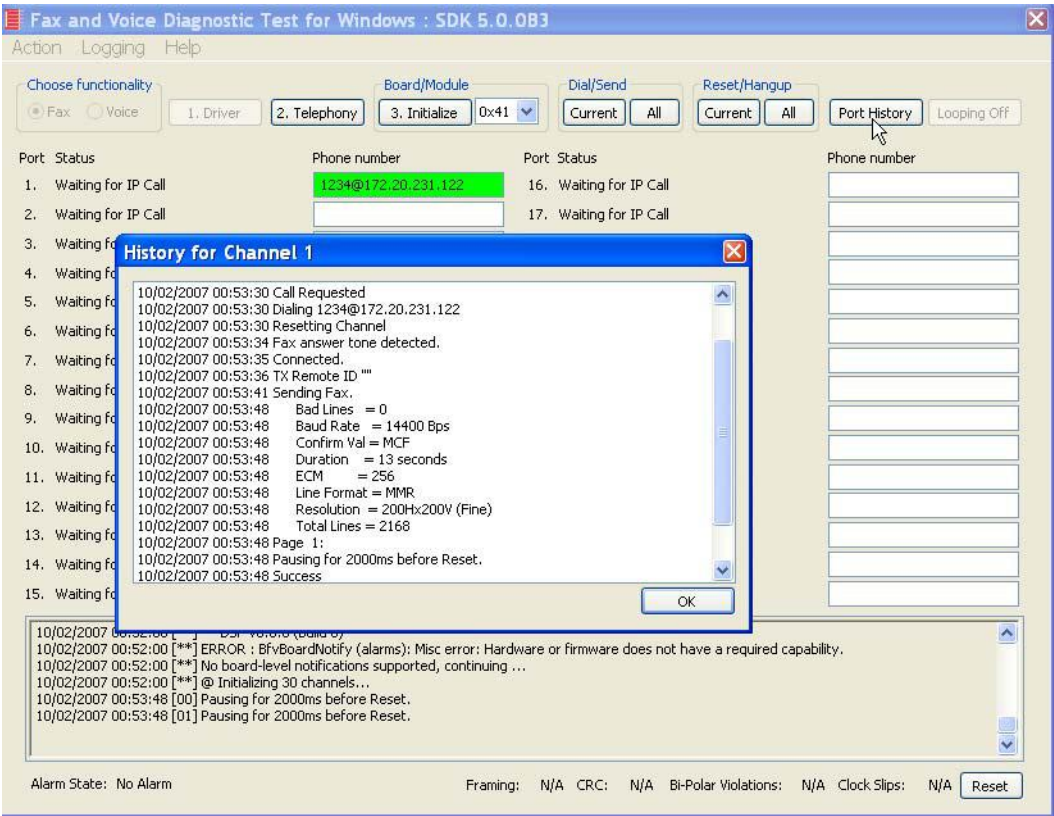 Fax and Voice Diagnostic Test for Windows : SDK 5.0.0B3
Action Logging Help
Choose functionality Board/Module Dial/Send Reset/Hangup
Fax Voice 1. Driver 2. Telephony 3. Initialize 0x41 Current All Current All Port History Looping Off
Port Status Phone number Port Status Phone number
1. Waiting for IP Call 1234@172.20.231.122 16. Waiting for IP Call
2. Waiting for IP Call 17. Waiting for IP Call
3. Waiting
4. Waiting
5. Waiting
6. Waiting
7. Waiting
8. Waiting
9. Waiting
10. Waiting
11. Waiting
12. Waiting
13. Waiting
14. Waiting
15. Waiting
History for Channel 1
10/02/2007 00:53:30 Call Requested
10/02/2007 00:53:30 Dialing 1234@172.20.231.122
10/02/2007 00:53:30 Resetting Channel
10/02/2007 00:53:34 Fax answer tone detected.
10/02/2007 00:53:35 Connected.
10/02/2007 00:53:36 TX Remote ID ""
10/02/2007 00:53:41 Sending Fax.
10/02/2007 00:53:48 Bad Lines = 0
10/02/2007 00:53:48 Baud Rate = 14400 Bps
10/02/2007 00:53:48 Confirm Val = MCF
10/02/2007 00:53:48 Duration = 13 seconds
10/02/2007 00:53:48 ECM = 256
10/02/2007 00:53:48 Line Format = MMR
10/02/2007 00:53:48 Resolution = 200Hx200V (Fine)
10/02/2007 00:53:48 Total Lines = 2168
10/02/2007 00:53:48 Page 1:
10/02/2007 00:53:48 Pausing for 2000ms before Reset.
10/02/2007 00:53:48 Success
OK
10/02/2007
10/02/2007 00:52:00 [**] ERROR : BfvBoardNotify (alarms): Misc error: Hardware or firmware does not have a required capability.
10/02/2007 00:52:00 [**] No board-level notifications supported, continuing ...
10/02/2007 00:52:00 [**] @ Initializing 30 channels...
10/02/2007 00:53:48 [00] Pausing for 2000ms before Reset.
10/02/2007 00:53:48 [01] Pausing for 2000ms before Reset.
Alarm State: No Alarm Framing: N/A CRC: N/A Bi-Polar Violations: N/A Clock Slips: N/A Reset